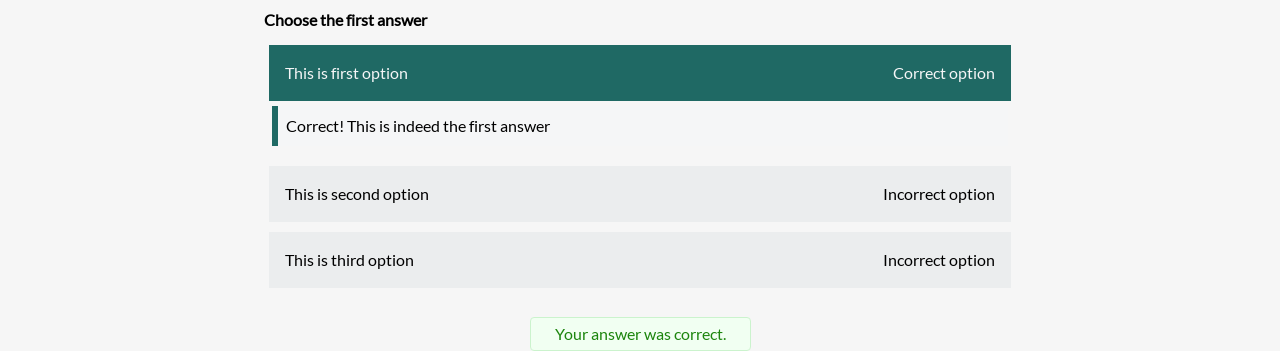 Choose the first answer
This is first option Correct option
Correct! This is indeed the first answer
This is second option Incorrect option
This is third option Incorrect option
Your answer was correct.